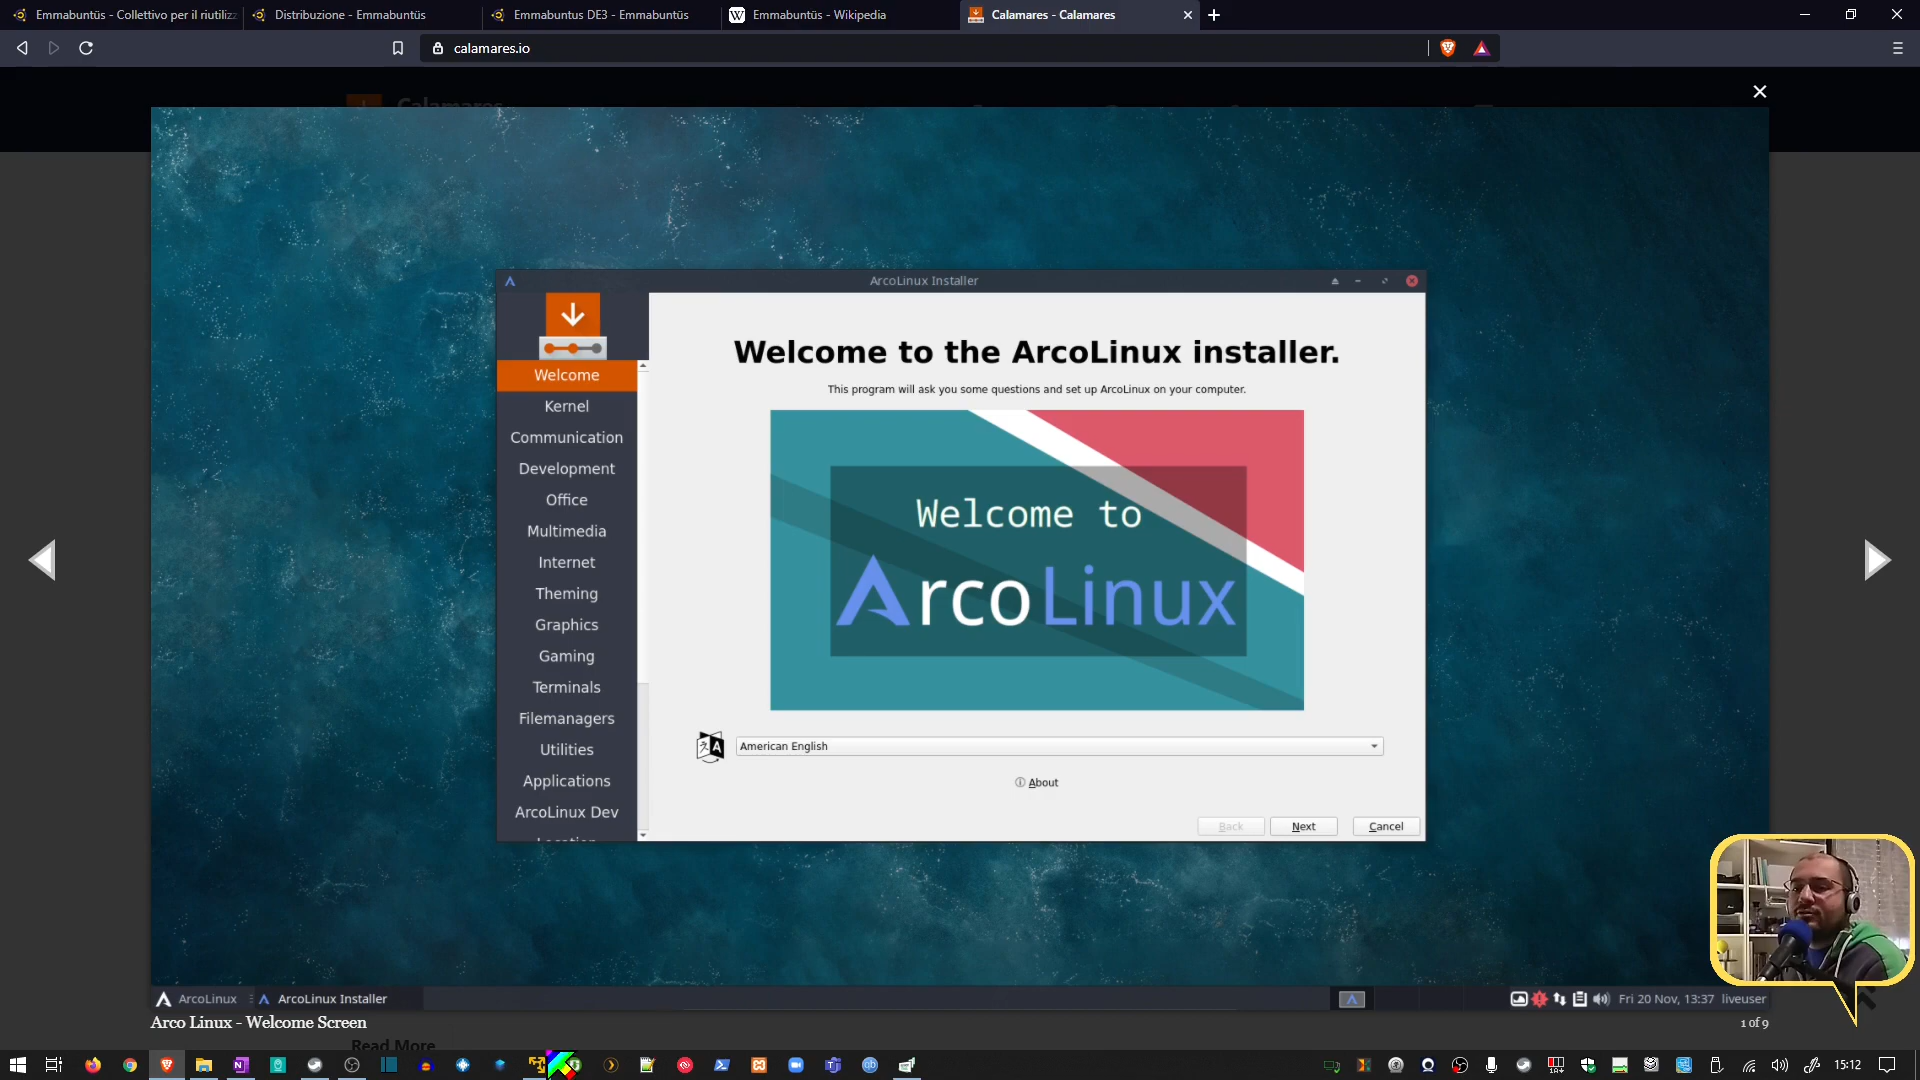 Emmabuntüs - Collettivo per il riutiliz
Distribuzione - Emmabuntüs
Emmabuntus DE3 - Emmabuntüs
Emmabuntüs - Wikipedia
Calamares - Calamares
calamares.io
ArcoLinux Installer
Welcome
Kernel
Communication
Development
Office
Multimedia
Internet
Theming
Graphics
Gaming
Terminals
Filemanagers
Utilities
Applications
ArcoLinux Dev
Location
Welcome to the ArcoLinux installer.
This program will ask you some questions and set up ArcoLinux on your computer.
Welcome to
ArcoLinux
American English
About
Back
Next
Cancel
ArcoLinux
ArcoLinux Installer
Fri 20 Nov, 13:37 liveuser
Arco Linux - Welcome Screen
1 of 9
Read More
15:12